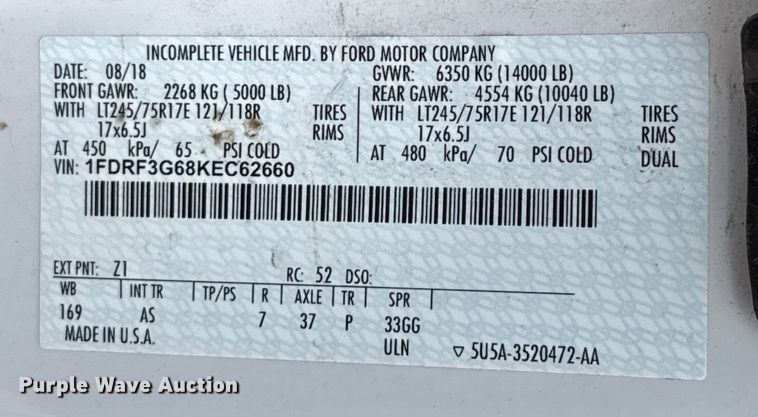 INCOMPLETE VEHICLE MFD. BY FORD MOTOR COMPANY
DATE: 08/18 GVWR: 6350 KG (14000 LB)
FRONT GAWR: 2268 KG ( 5000 LB) REAR GAWR: 4554 KG (10040 LB)
WITH LT245/75R17E 121/118R TIRES WITH LT245/75R17E 121/118R TIRES
17x6.5J RIMS 17x6.5J RIMS
AT 450 kPa/ 65 PSI COLD AT 480 kPa/ 70 PSI COLD DUAL
VIN: 1FDRF3G68KEC62660
EXT PNT: Z1 RC: 52 DSO:
WB INT TR TP/PS R AXLE TR SPR
169 AS 7 37 P 33GG
MADE IN U.S.A. ULN ▽ 5U5A-3520472-AA
Purple Wave Auction